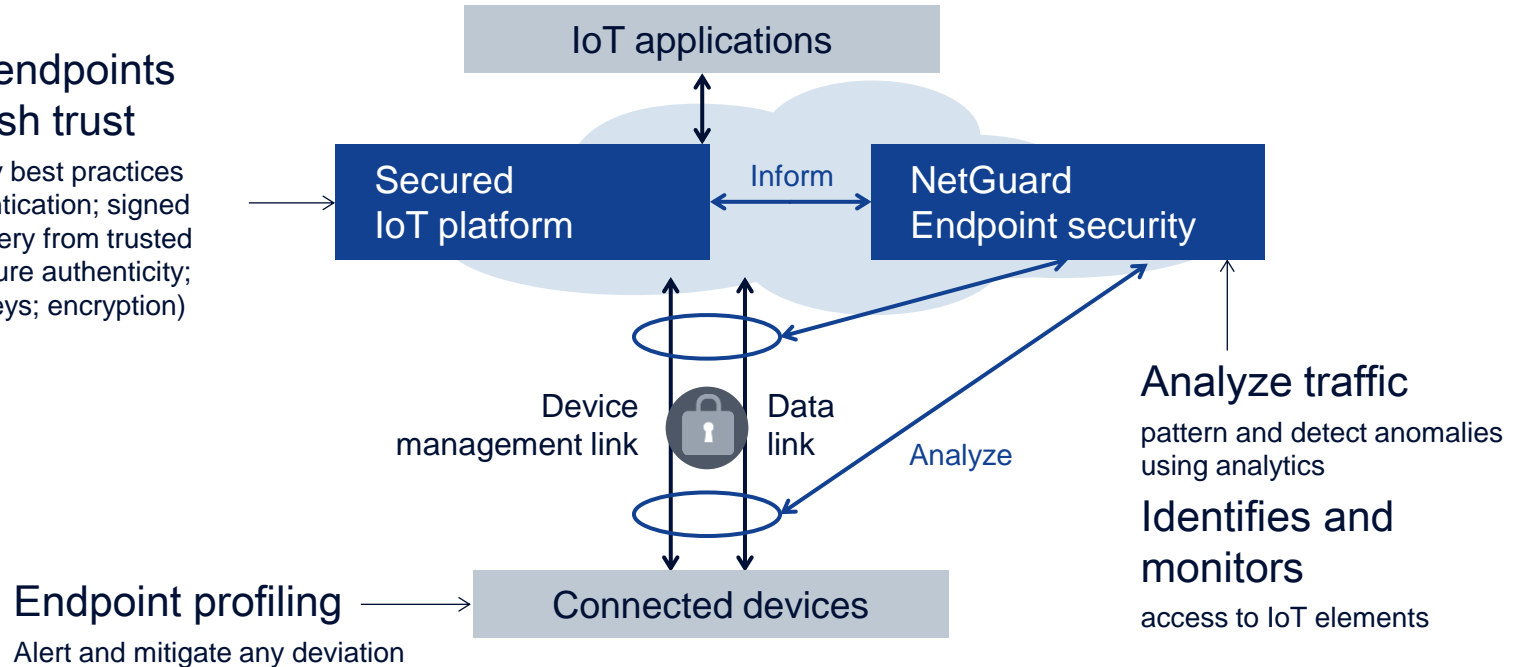 IoT applications
endpoints
sh trust
best practices
signed
ery from trusted
ure authenticity;
eys; encryption)
Secured
IoT platform
Inform
NetGuard
Endpoint security
Device
management link
Data
link
Analyze
Analyze traffic
pattern and detect anomalies
using analytics
Identifies and
monitors
access to IoT elements
Endpoint profiling
Alert and mitigate any deviation
Connected devices